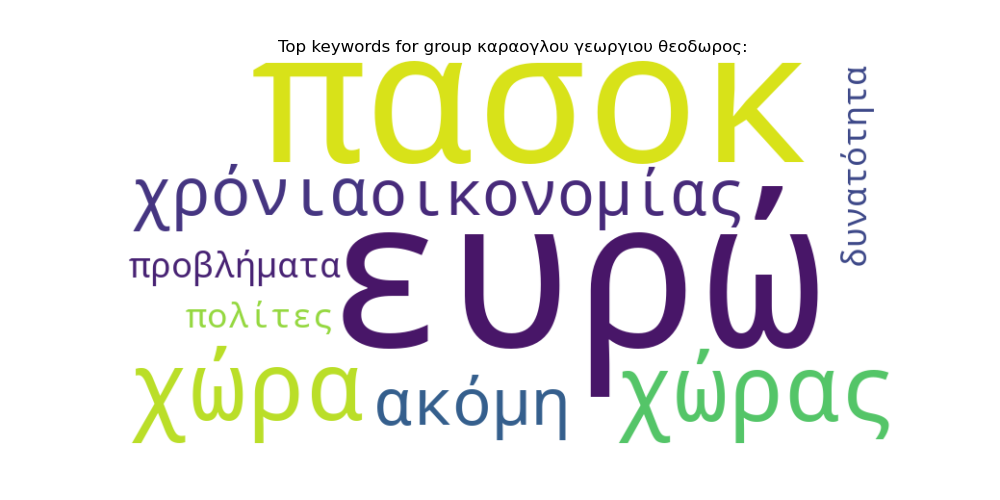 Top keywords for group καραογλου γεωργιου θεοδωρος:
πασοκ
δυνατότητα
χρόνια
οικονομίας
ευρώ
προβλήματα
πολίτες
χώρα
ακόμη
χώρας